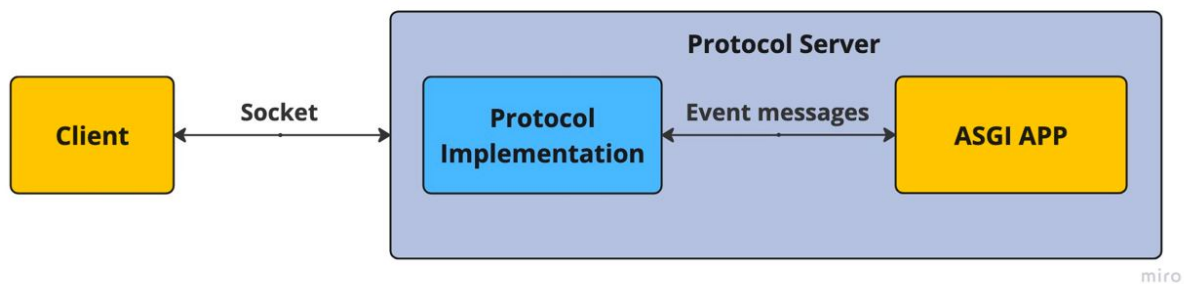 Protocol Server
Client
Socket
Protocol
Implementation
Event messages
ASGI APP
miro